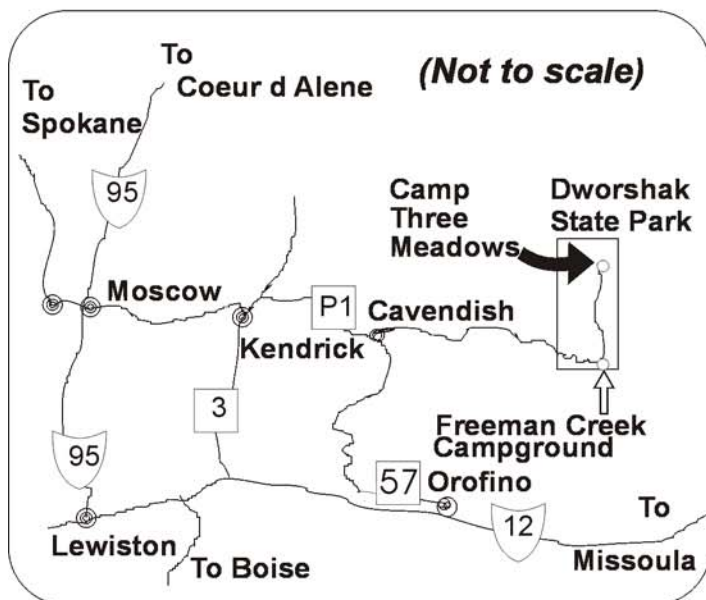 To
Coeur d Alene
(Not to scale)
To
Spokane
95
Camp
Three
Meadows
Dworshak
State Park
Moscow
P1
Cavendish
Kendrick
3
Freeman Creek
Campground
95
57
Orofino
12
To
Missoula
Lewiston
To Boise